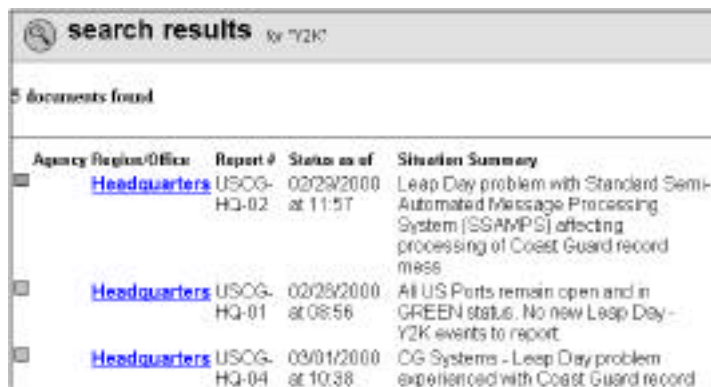 search results for "Y2K"
5 documents found
Agency Region/Office Report # Status as of Situation Summary
Headquarters USCG- 02/29/2000 Leap Day problem with Standard Semi-
HQ-02 at 11:57 Automated Message Processing
System (SSAMPS) affecting
processing of Coast Guard record
mess
Headquarters USCG- 02/28/2000 All US Ports remain open and in
HQ-01 at 08:56 GREEN status. No new Leap Day -
Y2K events to report.
Headquarters USCG- 03/01/2000 CG Systems - Leap Day problem
HQ-04 at 10:38 experienced with Coast Guard record